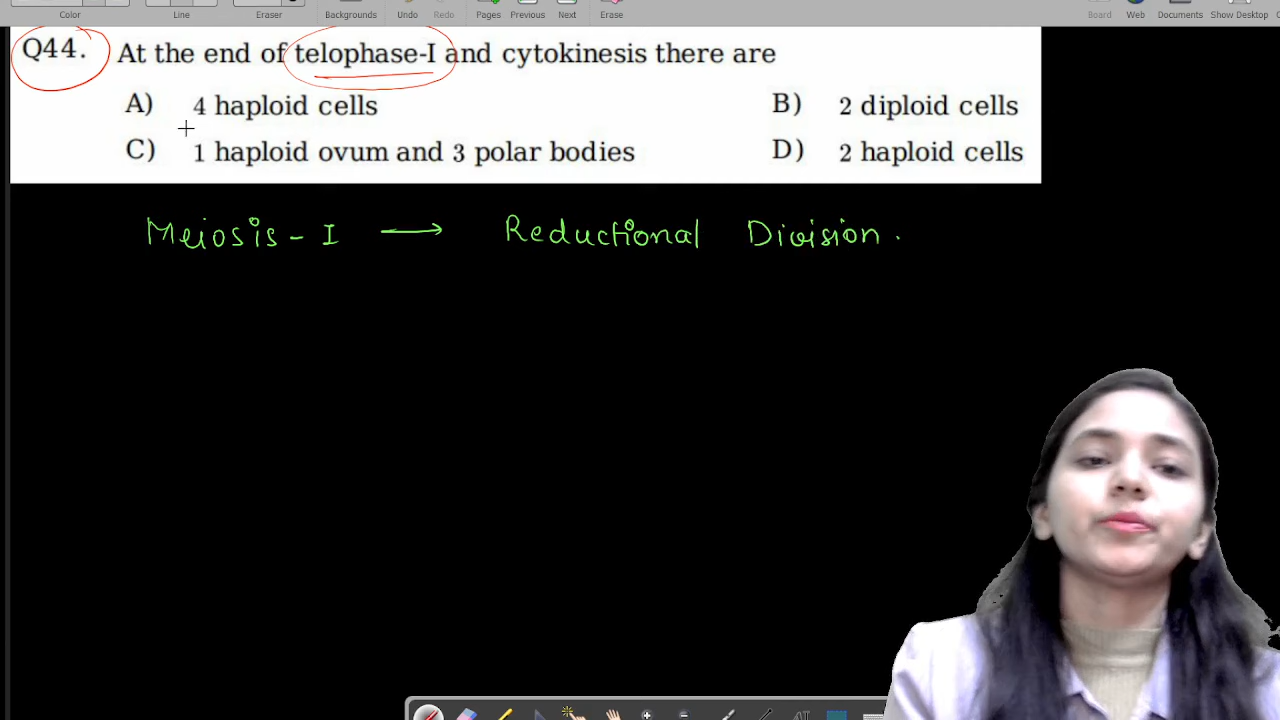 Color Line Eraser Backgrounds Undo Redo Pages Previous Next Erase Board Web Documents Show Desktop
Q44. At the end of telophase-I and cytokinesis there are
A) 4 haploid cells B) 2 diploid cells
C) 1 haploid ovum and 3 polar bodies D) 2 haploid cells
Meiosis - I → Reductional Division.